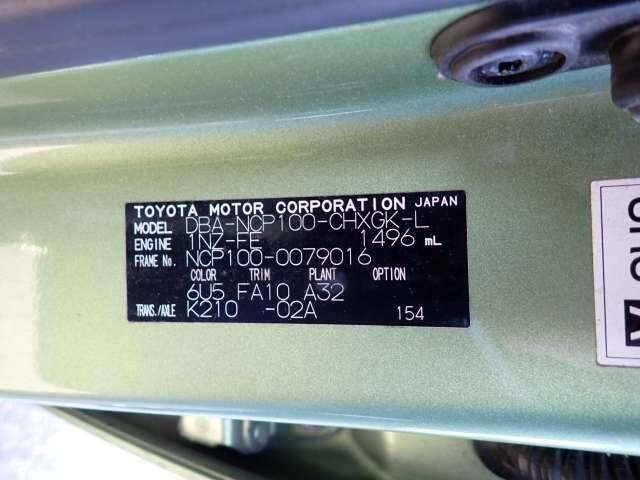 TOYOTA MOTOR CORPORATION JAPAN
MODEL DBA-NCP100-CHXGK-L
ENGINE 1NZ-FE 1496 mL
FRAME No. NCP100-0079016
COLOR TRIM PLANT OPTION
6U5 FA10 A32
TRANS./AXLE K210 -02A 154